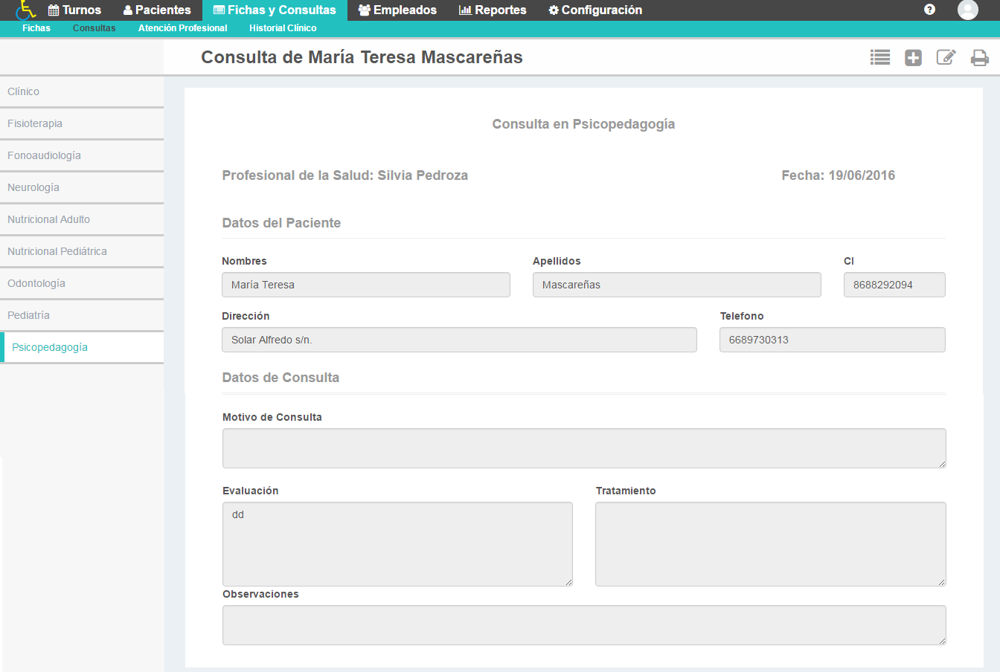 Turnos Pacientes Fichas y Consultas Empleados Reportes Configuración ?
Fichas Consultas Atención Profesional Historial Clínico
Consulta de María Teresa Mascareñas
Clínico
Fisioterapia
Fonoaudiología
Neurología
Nutricional Adulto
Nutricional Pediátrica
Odontología
Pediatría
Psicopedagogía
Consulta en Psicopedagogía
Profesional de la Salud: Silvia Pedroza Fecha: 19/06/2016
Datos del Paciente
Nombres Apellidos CI
María Teresa Mascareñas 8688292094
Dirección Telefono
Solar Alfredo s/n. 6689730313
Datos de Consulta
Motivo de Consulta
Evaluación Tratamiento
dd
Observaciones